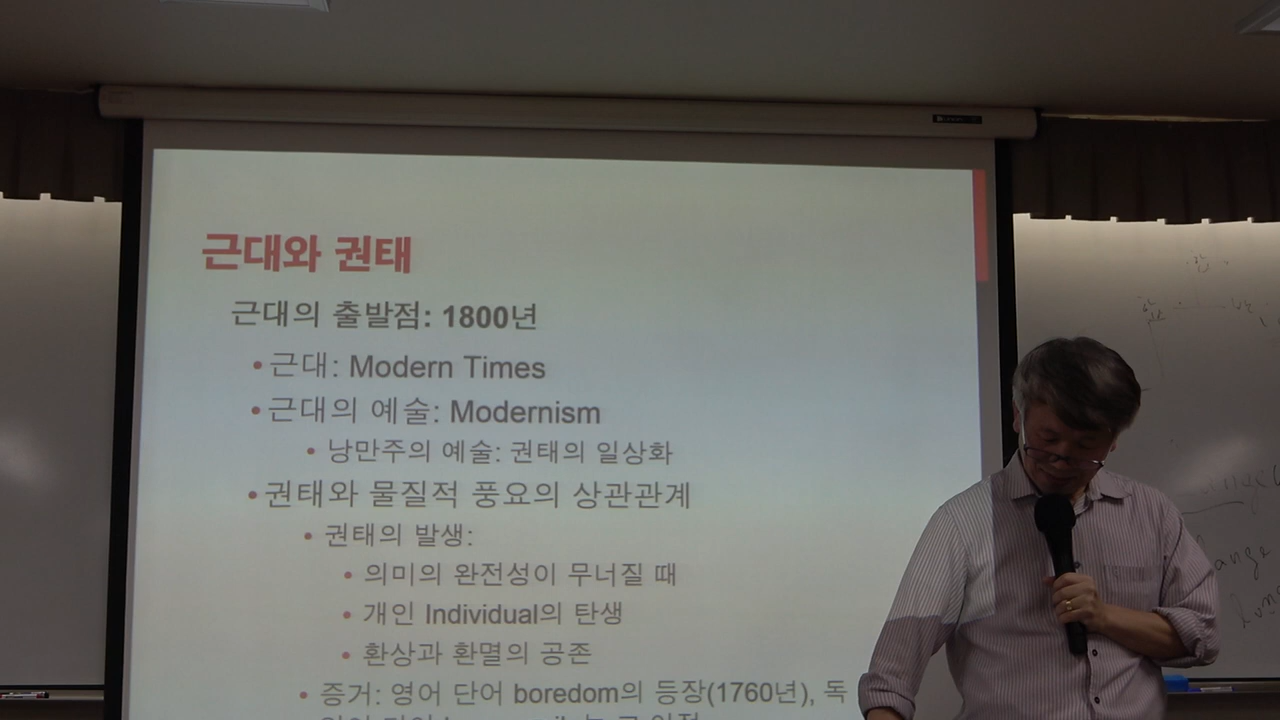 근대와 권태
근대의 출발점: 1800년
• 근대: Modern Times
• 근대의 예술: Modernism
• 낭만주의 예술: 권태의 일상화
• 권태와 물질적 풍요의 상관관계
• 권태의 발생:
• 의미의 완전성이 무너질 때
• 개인 Individual의 탄생
• 환상과 환멸의 공존
• 증거: 영어 단어 boredom의 등장(1760년), 독